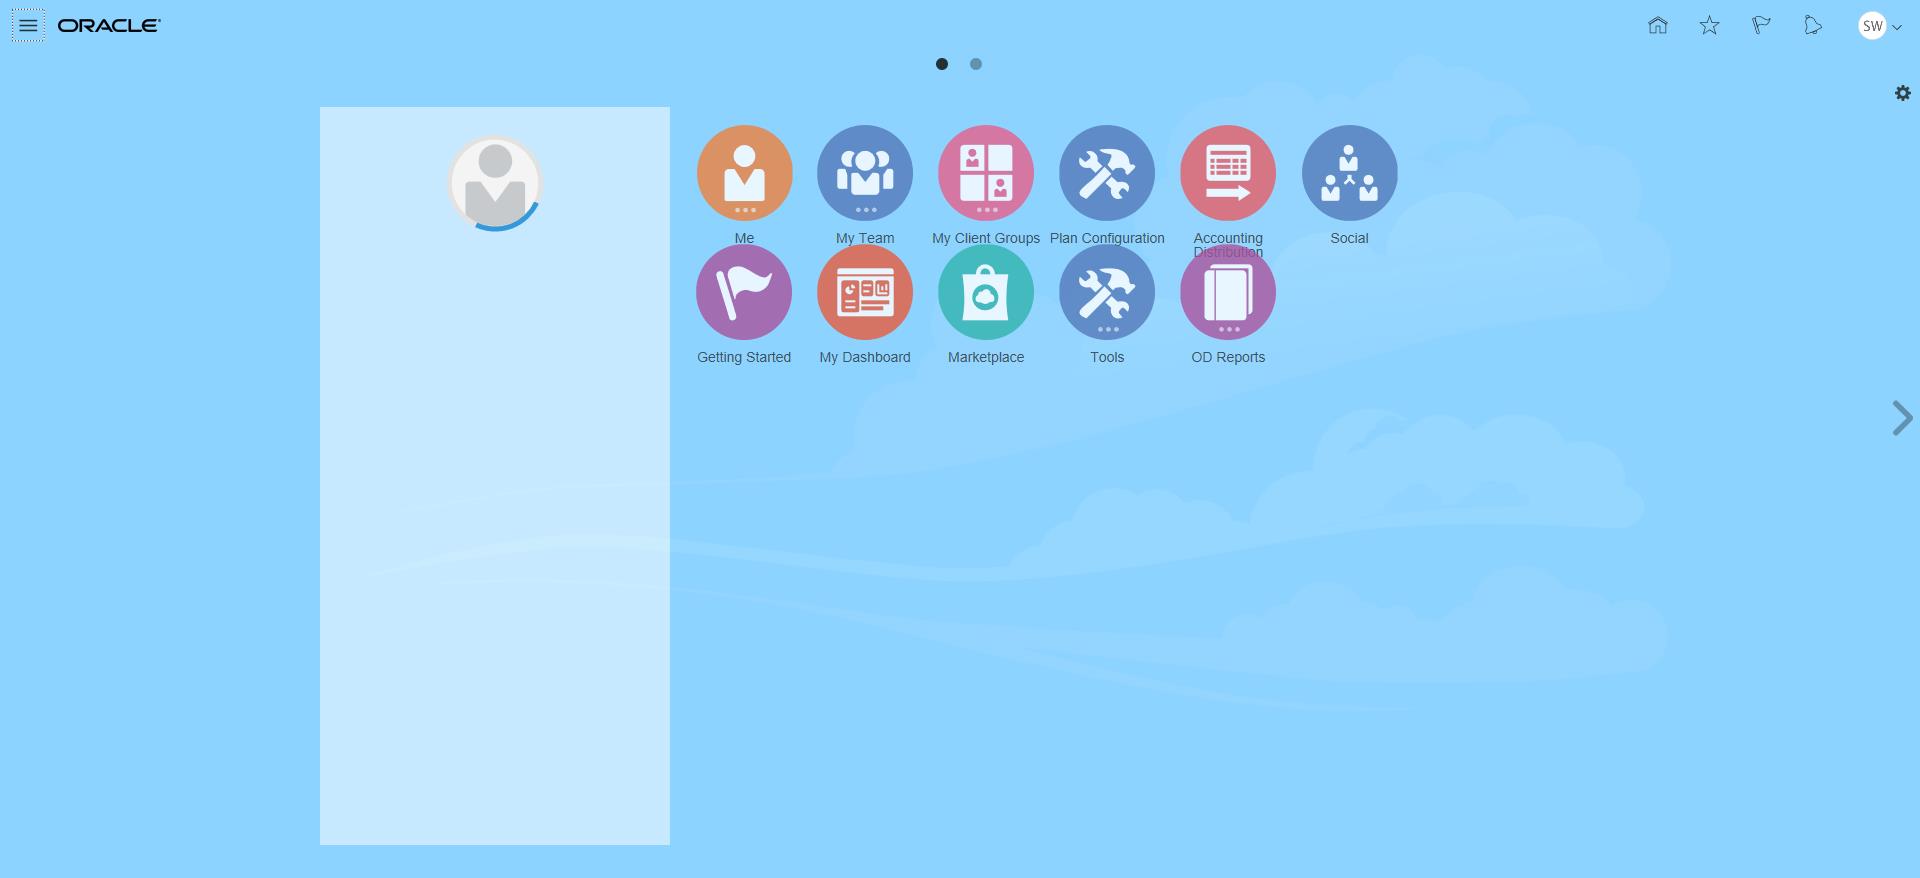 ORACLE
SW
Me
My Team
My Client Groups
Plan Configuration
Accounting
Distribution
Social
Getting Started
My Dashboard
Marketplace
Tools
OD Reports